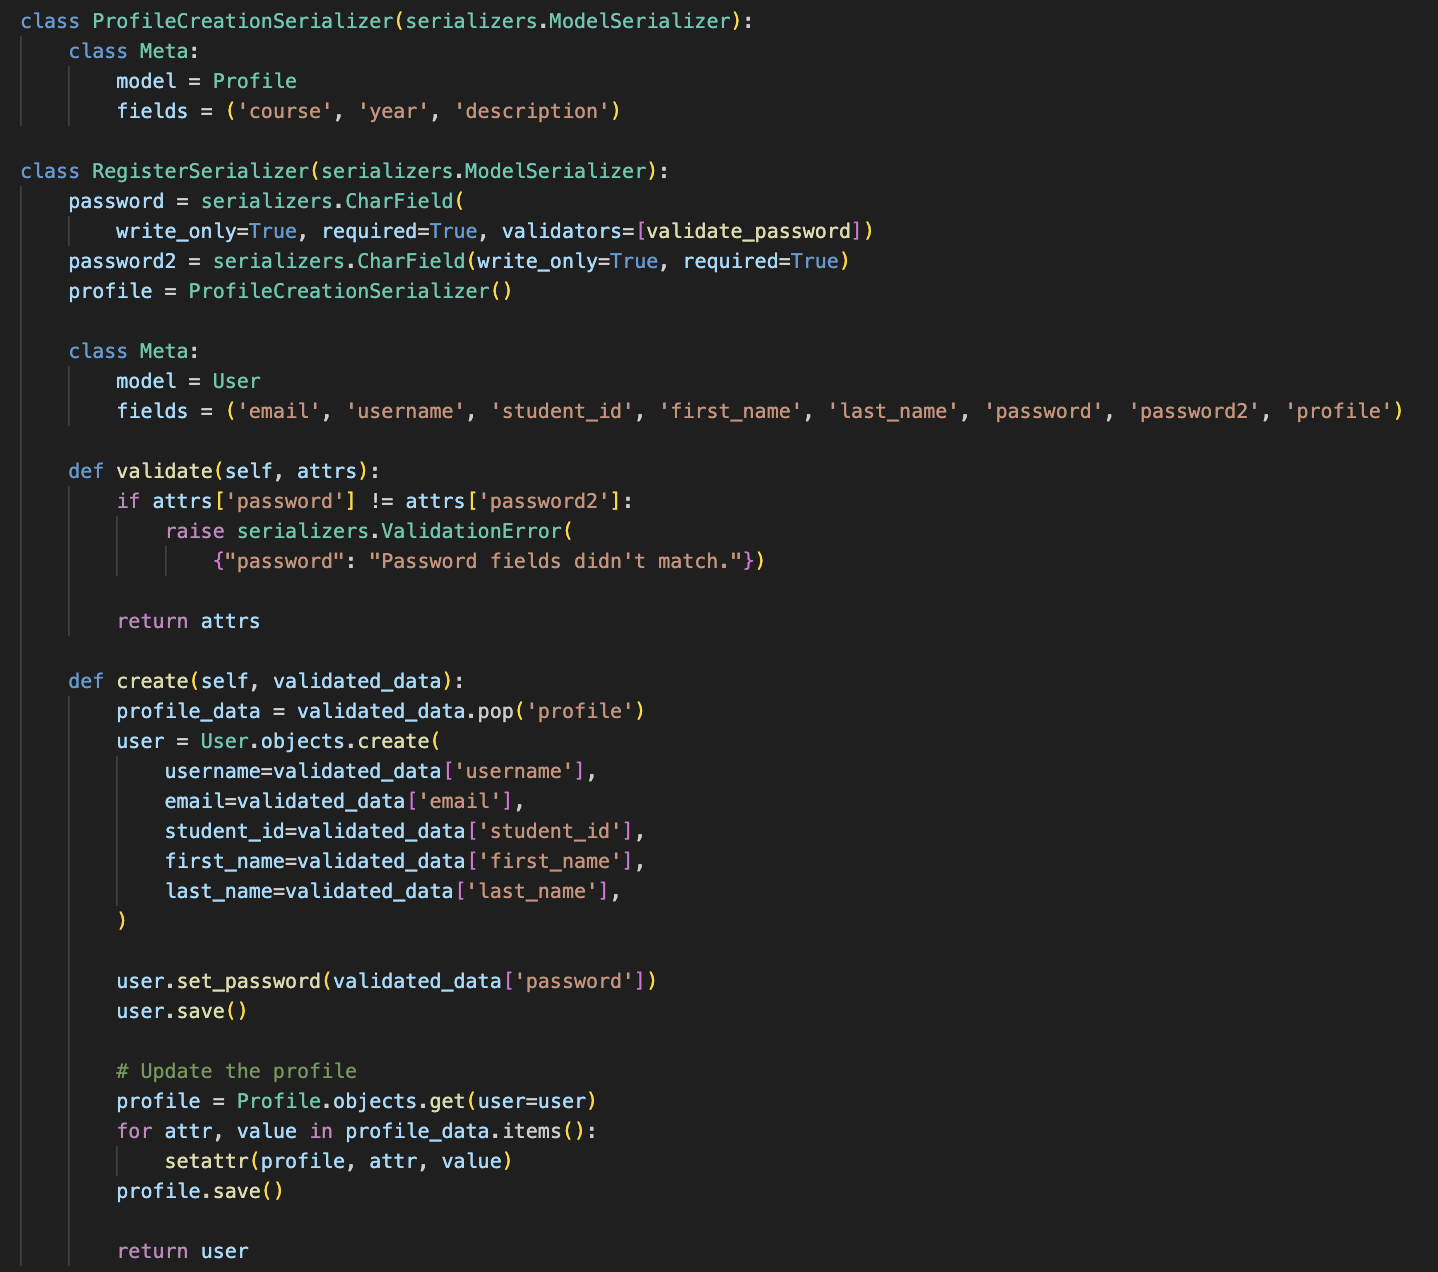 class ProfileCreationSerializer(serializers.ModelSerializer):
    class Meta:
        model = Profile
        fields = ('course', 'year', 'description')

class RegisterSerializer(serializers.ModelSerializer):
    password = serializers.CharField(
        write_only=True, required=True, validators=[validate_password])
    password2 = serializers.CharField(write_only=True, required=True)
    profile = ProfileCreationSerializer()

    class Meta:
        model = User
        fields = ('email', 'username', 'student_id', 'first_name', 'last_name', 'password', 'password2', 'profile')

    def validate(self, attrs):
        if attrs['password'] != attrs['password2']:
            raise serializers.ValidationError(
                {"password": "Password fields didn't match."})

        return attrs

    def create(self, validated_data):
        profile_data = validated_data.pop('profile')
        user = User.objects.create(
            username=validated_data['username'],
            email=validated_data['email'],
            student_id=validated_data['student_id'],
            first_name=validated_data['first_name'],
            last_name=validated_data['last_name'],
        )

        user.set_password(validated_data['password'])
        user.save()

        # Update the profile
        profile = Profile.objects.get(user=user)
        for attr, value in profile_data.items():
            setattr(profile, attr, value)
        profile.save()

        return user